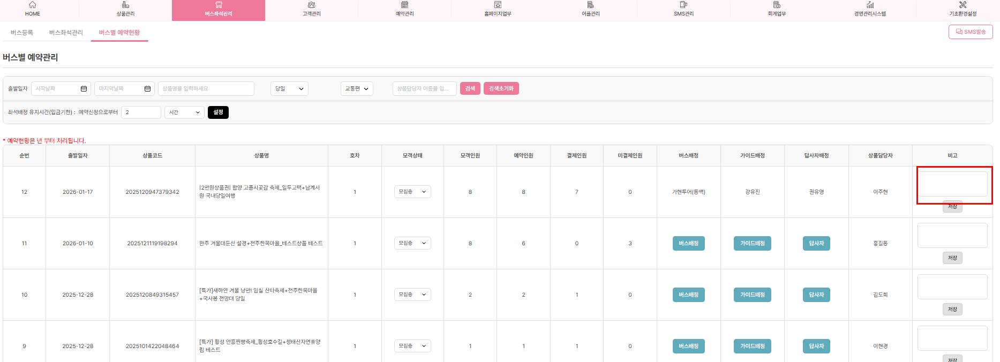 HOME
상품관리
버스좌석관리
고객관리
예약관리
홈페이지업무
어플관리
SMS관리
회계업무
경영관리시스템
기초환경설정
버스등록
버스좌석관리
버스별 예약현황
SMS발송
버스별 예약관리
출발일자
시작날짜
마지막날짜
상품명을 입력하세요
당일
교통편
상품담당자 이름을 입...
검색
검색초기화
좌석배정 유지시간(입금기한) : 예약신청으로부터
2
시간
설정
* 예약현황은 년 부터 처리됩니다.
순번 출발일자 상품코드 상품명 호차 모객상태 모객인원 예약인원 결제인원 미결제인원 버스배정 가이드배정 답사자배정 상품담당자 비고
12 2026-01-17 2025120947379342
[2만원상품권] 함양 고종시곶감 축제_일두고택+남계서
원 국내당일여행
1 모집중 8 8 7 0 가현투어(동백) 강유진 권유영 이주현
저장
11 2026-01-10 2025121119198294 완주 겨울대둔산 설경+전주한옥마을_테스트상품 테스트 1 모집중 8 6 0 3 버스배정 가이드배정 답사자 홍길동
저장
10 2025-12-28 2025120849315457
[특가]새하얀 겨울 낭만! 임실 산타축제+전주한옥마을
+국사봉 전망대 당일
1 모집중 2 2 1 0 버스배정 가이드배정 답사자 김도희
저장
9 2025-12-28 2025101422048464
[특가] 횡성 안흥찐빵축제_횡성호수길+청태산자연휴양
림 테스트
1 모집중 1 1 1 0 버스배정 가이드배정 답사자 이현경
저장